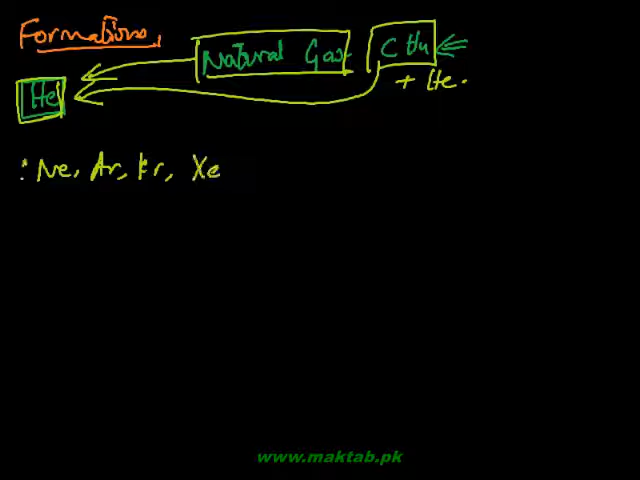 Formations
Natural Gas CH4
He + He.
: Ne, Ar, Kr, Xe
www.maktab.pk